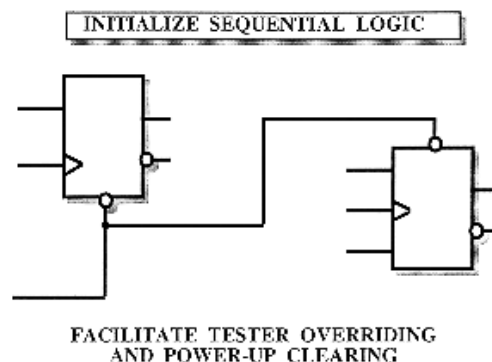 INITIALIZE SEQUENTIAL LOGIC
FACILITATE TESTER OVERRIDING
AND POWER-UP CLEARING